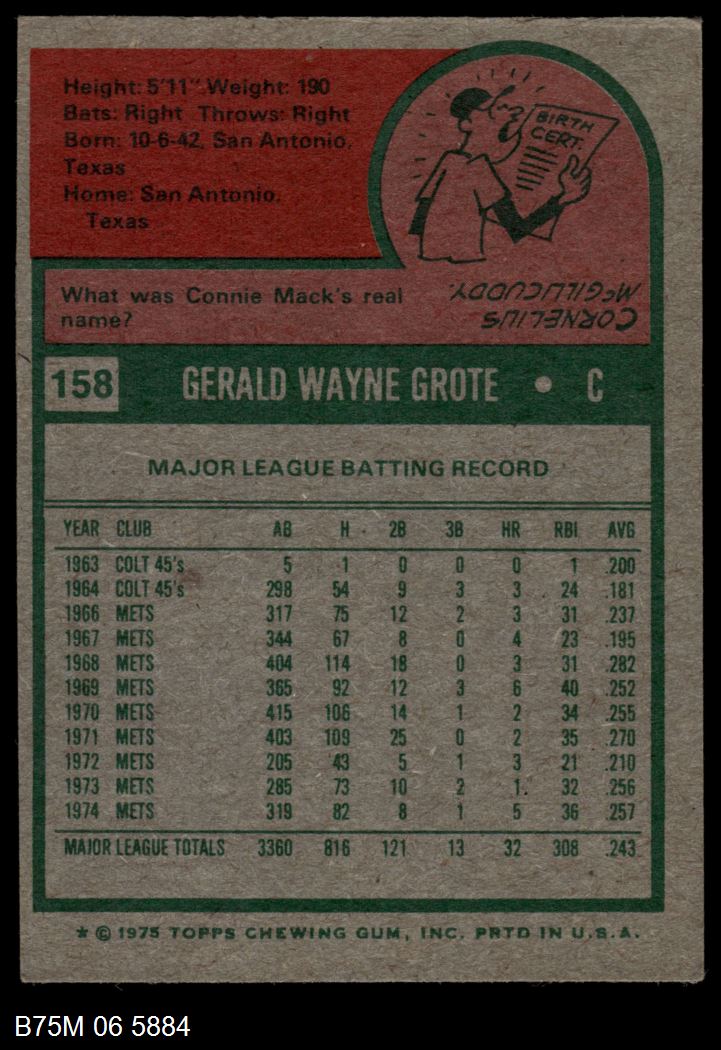 Height: 5'11" Weight: 190
Bats: Right Throws: Right
Born: 10-6-42, San Antonio,
Texas
Home: San Antonio,
Texas
BIRTH
CERT.
What was Connie Mack's real
name?
CORNELIUS
McGILLICUDDY.
158 GERALD WAYNE GROTE • C
MAJOR LEAGUE BATTING RECORD
YEAR CLUB AB H 2B 3B HR RBI AVG
1963 COLT 45's 5 1 0 0 0 1 .200
1964 COLT 45's 298 54 9 3 3 24 .181
1966 METS 317 75 12 2 3 31 .237
1967 METS 344 67 8 0 4 23 .195
1968 METS 404 114 18 0 3 31 .282
1969 METS 365 92 12 3 6 40 .252
1970 METS 415 106 14 1 2 34 .255
1971 METS 403 109 25 0 2 35 .270
1972 METS 205 43 5 1 3 21 .210
1973 METS 285 73 10 2 1 32 .256
1974 METS 319 82 8 1 5 36 .257
MAJOR LEAGUE TOTALS 3360 816 121 13 32 308 .243
* © 1975 TOPPS CHEWING GUM, INC. PRTD IN U.S.A.
B75M 06 5884